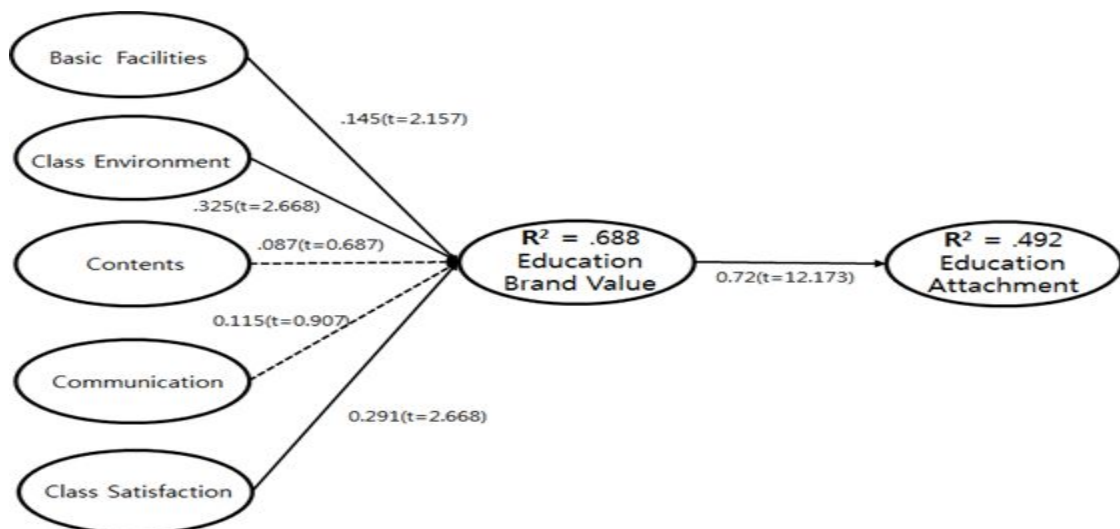 Basic Facilities
.145(t=2.157)
Class Environment
.325(t=2.668)
.087(t=0.687)
Contents
R² = .688
Education
Brand Value
0.72(t=12.173)
R² = .492
Education
Attachment
0.115(t=0.907)
Communication
0.291(t=2.668)
Class Satisfaction